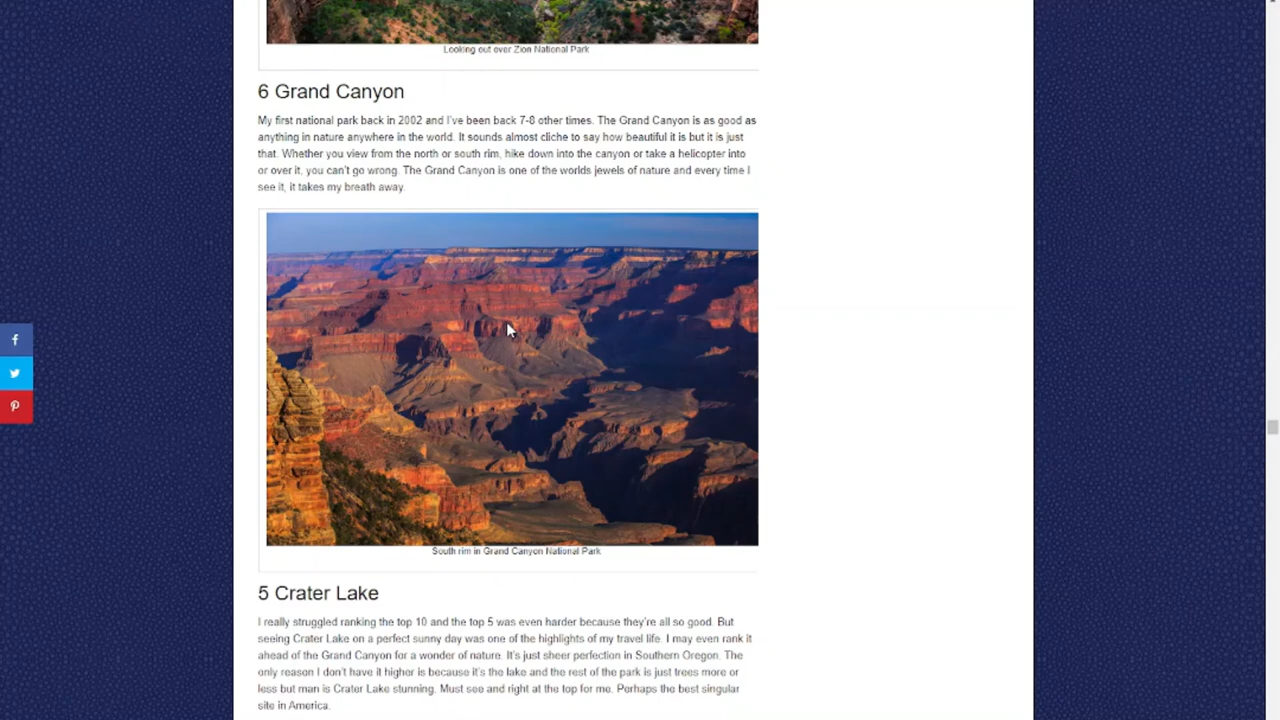 Looking out over Zion National Park
6 Grand Canyon
My first national park back in 2002 and I've been back 7-8 other times. The Grand Canyon is as good as
anything in nature anywhere in the world. It sounds almost cliche to say how beautiful it is but it is just
that. Whether you view from the north or south rim, hike down into the canyon or take a helicopter into
or over it, you can't go wrong. The Grand Canyon is one of the worlds jewels of nature and every time I
see it, it takes my breath away.
South rim in Grand Canyon National Park
5 Crater Lake
I really struggled ranking the top 10 and the top 5 was even harder because they're all so good. But
seeing Crater Lake on a perfect sunny day was one of the highlights of my travel life. I may even rank it
ahead of the Grand Canyon for a wonder of nature. It's just sheer perfection in Southern Oregon. The
only reason I don't have it higher is because it's the lake and the rest of the park is just trees more or
less but man is Crater Lake stunning. Must see and right at the top for me. Perhaps the best singular
site in America.